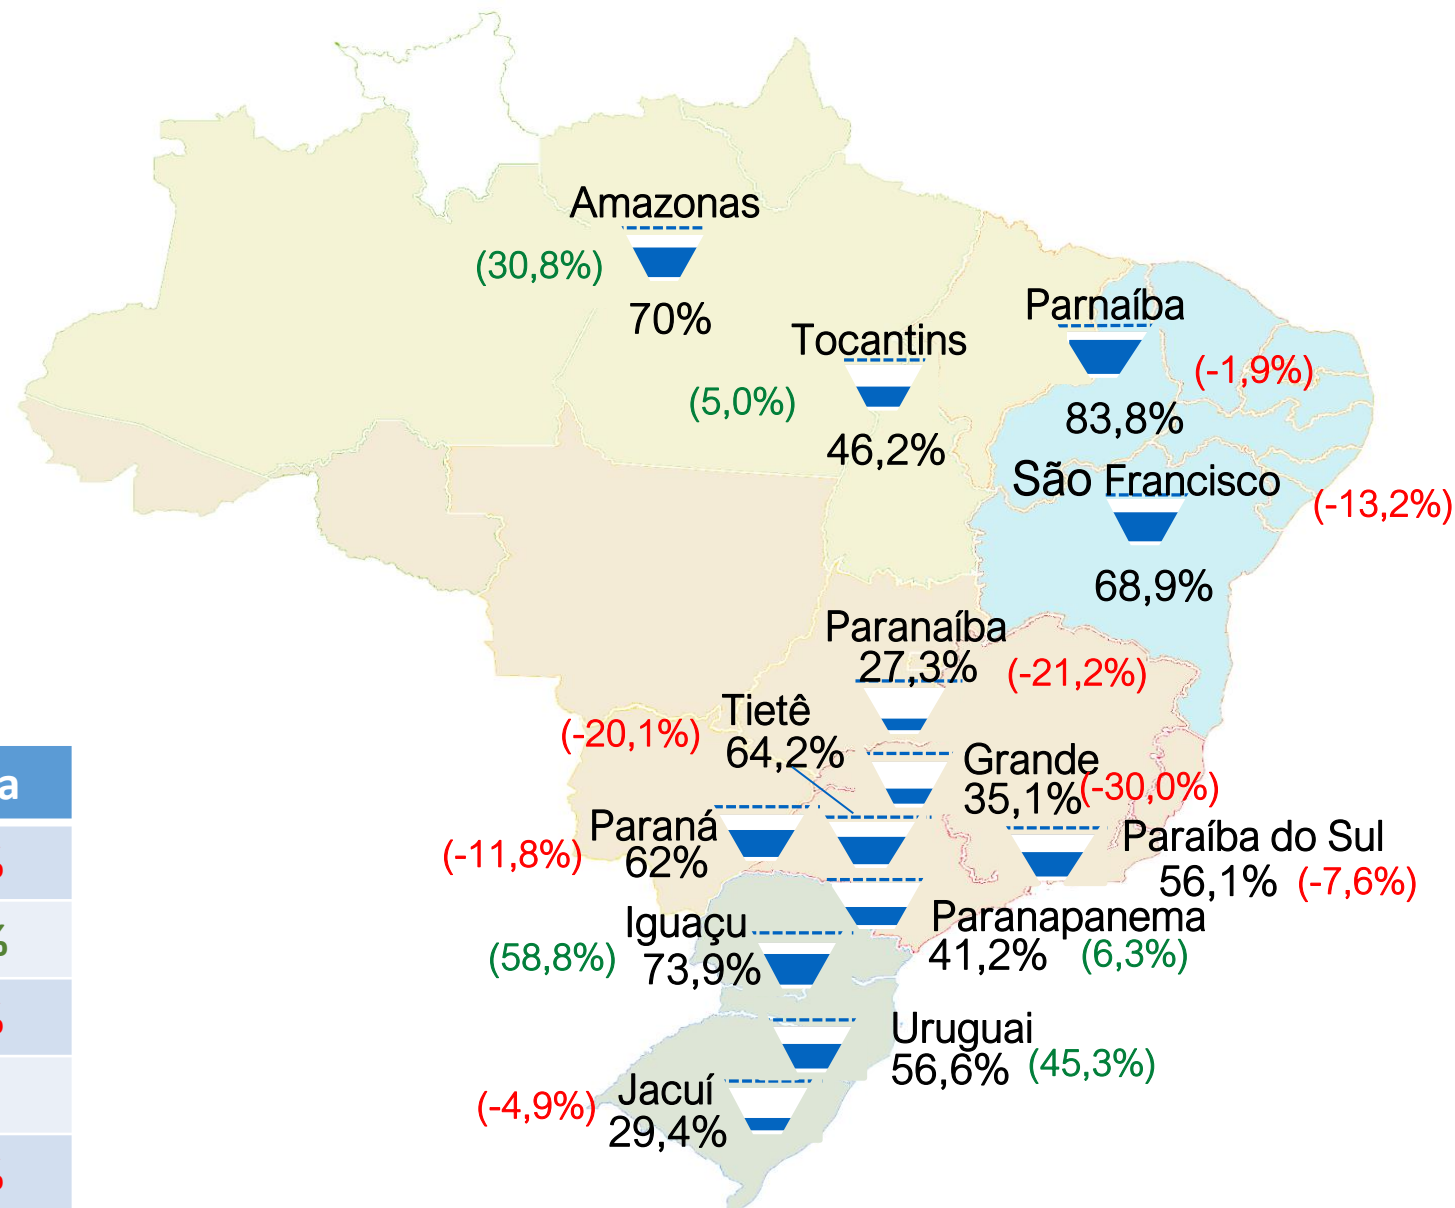 Amazonas
(30,8%)
70%
Parnaíba
(-1,9%)
83,8%
Tocantins
(5,0%)
46,2%
São Francisco
(-13,2%)
68,9%
Paranaíba
27,3%
(-21,2%)
Tietê
(-20,1%)
64,2%
Grande
35,1%
(-30,0%)
Paraná
(-11,8%)
62%
Paraíba do Sul
56,1% (-7,6%)
Paranapanema
41,2% (6,3%)
Iguaçu
(58,8%)
73,9%
Uruguai
56,6% (45,3%)
Jacuí
(-4,9%)
29,4%
a
%
%
%
%